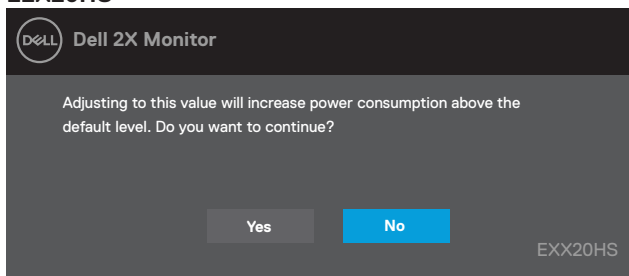 DELL Dell 2X Monitor
Adjusting to this value will increase power consumption above the
default level. Do you want to continue?
Yes No
EXX20HS